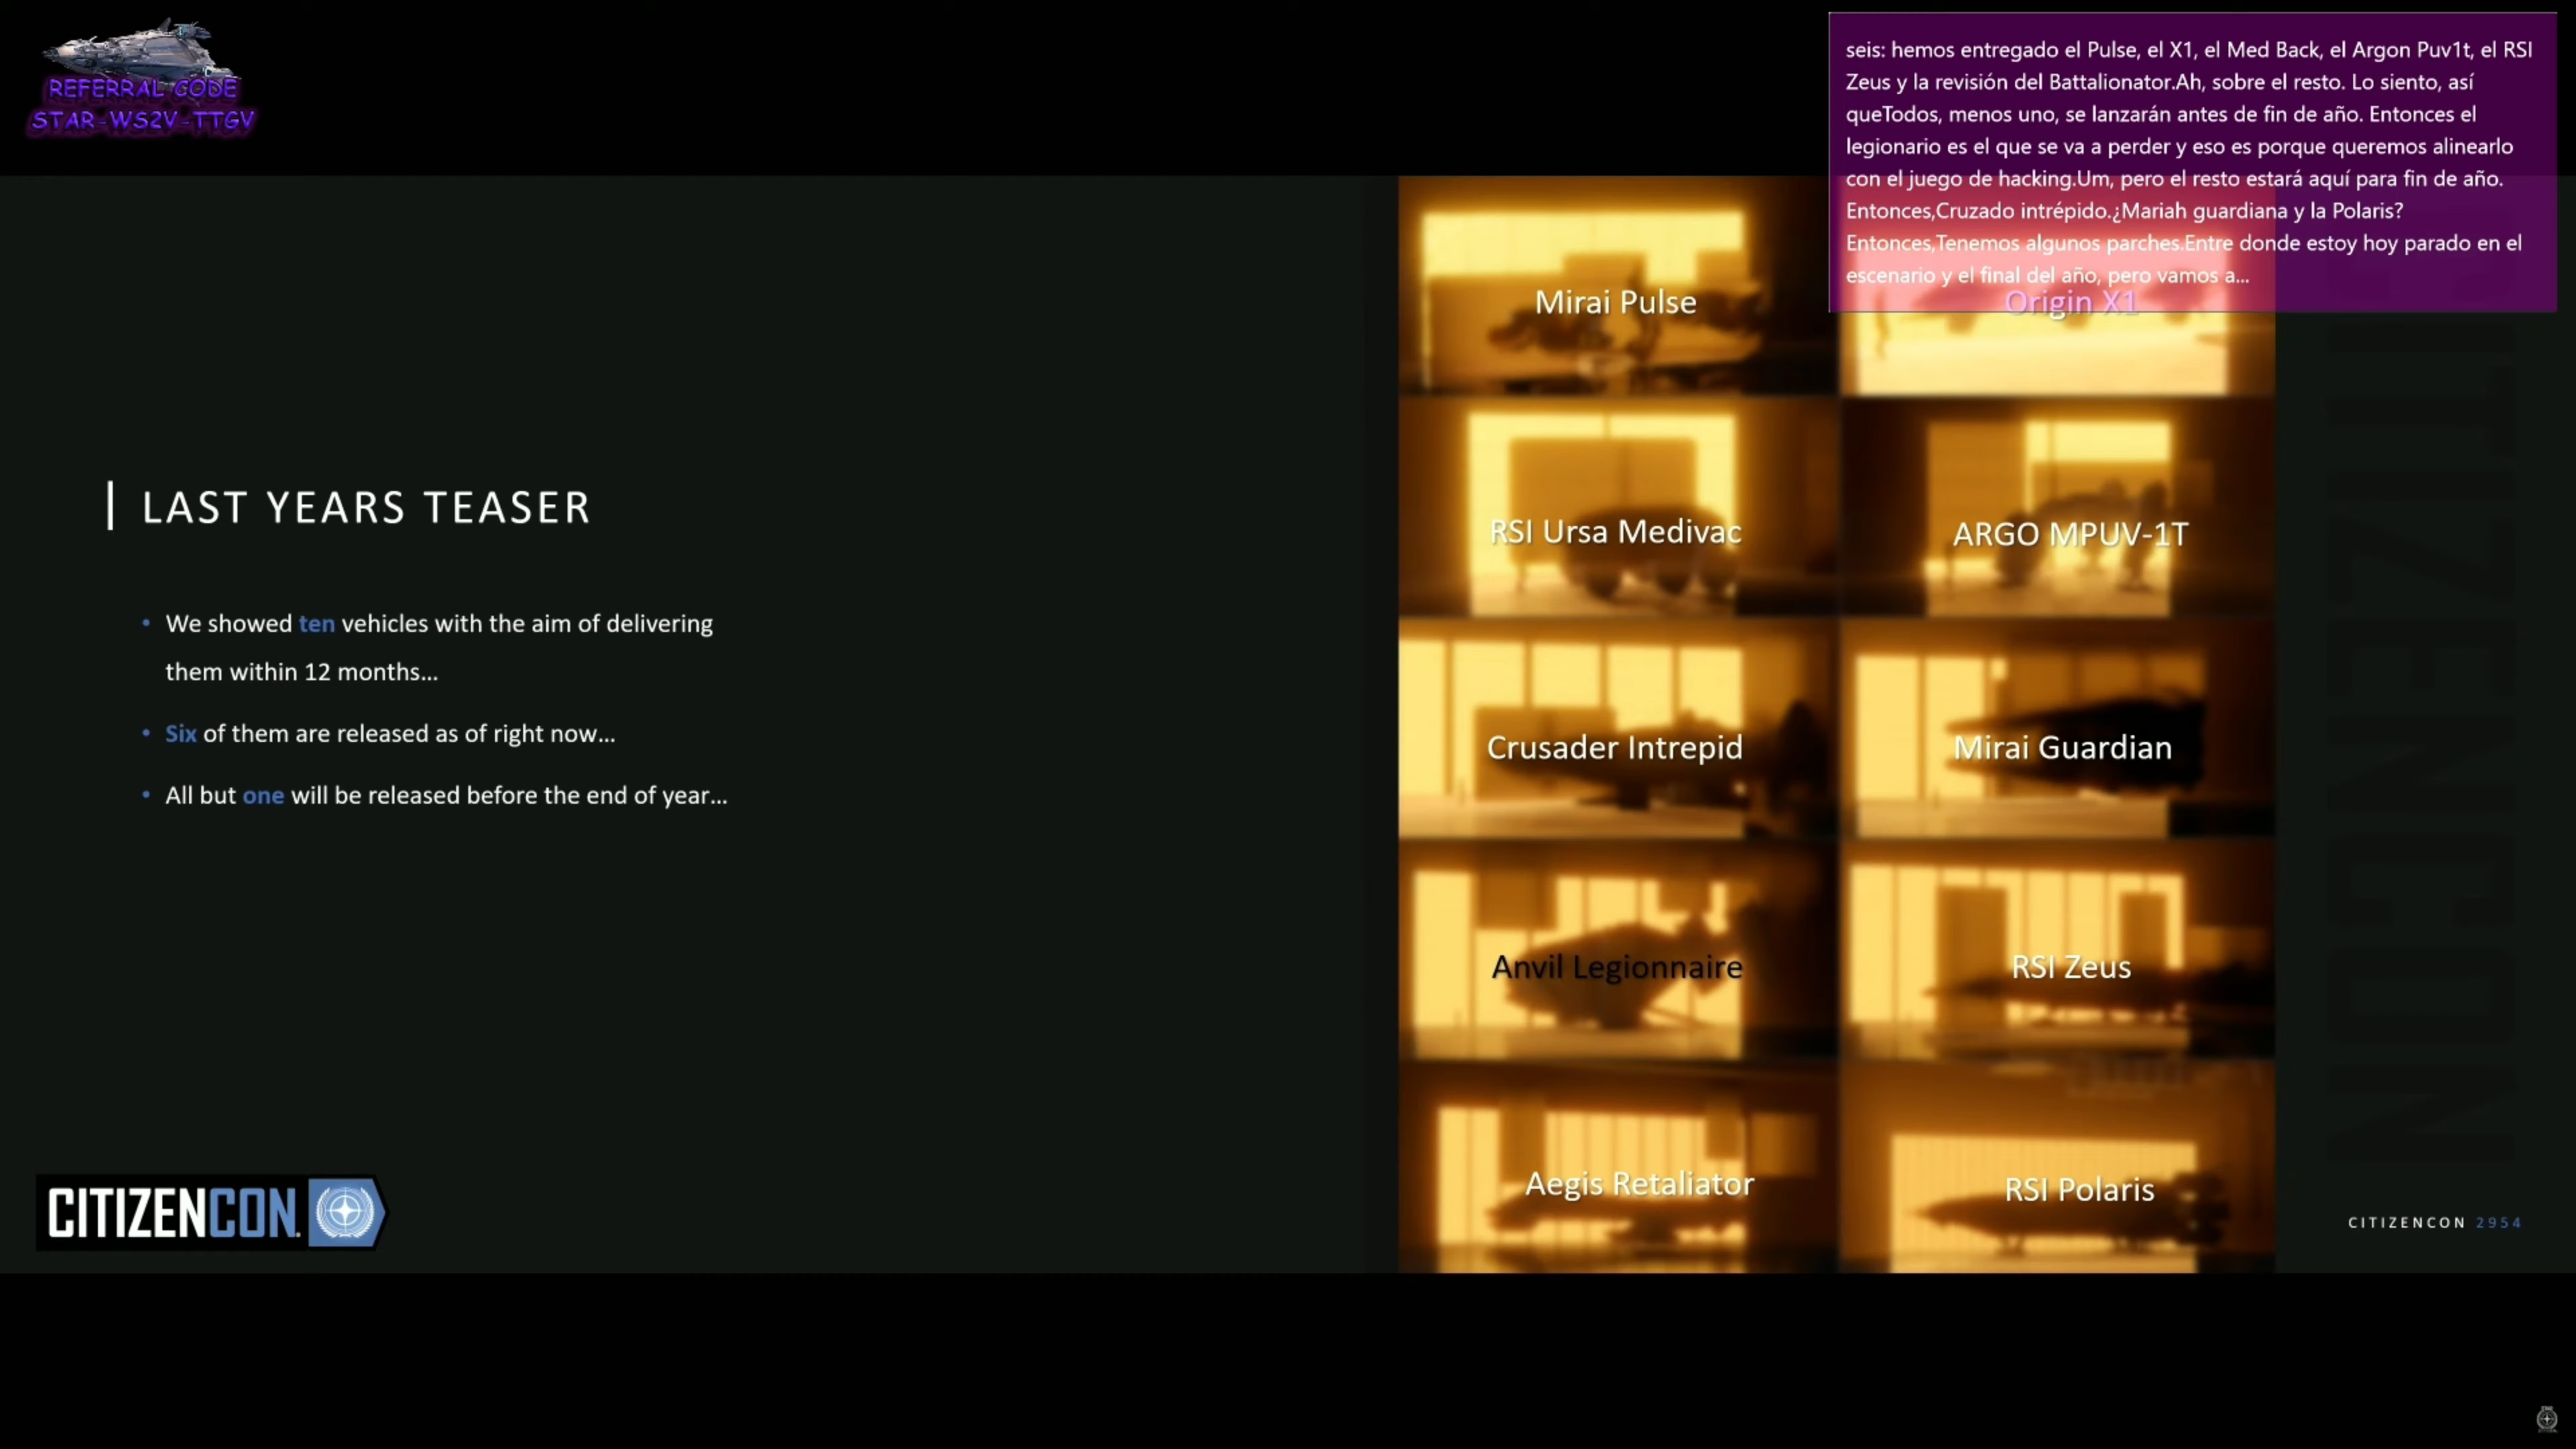 REFERRAL CODE
STAR-WS2V-TTGV
seis: hemos entregado el Pulse, el X1, el Med Back, el Argon Puv1t, el RSI
Zeus y la revisión del Battalionator.Ah, sobre el resto. Lo siento, así
queTodos, menos uno, se lanzarán antes de fin de año. Entonces el
legionario es el que se va a perder y eso es porque queremos alinearlo
con el juego de hacking.Um, pero el resto estará aquí para fin de año.
Entonces,Cruzado intrépido.¿Mariah guardiana y la Polaris?
Entonces,Tenemos algunos parches.Entre donde estoy hoy parado en el
escenario y el final del año, pero vamos a...
LAST YEARS TEASER
• We showed ten vehicles with the aim of delivering
them within 12 months...
• Six of them are released as of right now...
• All but one will be released before the end of year...
Mirai Pulse
Origin X1
RSI Ursa Medivac
ARGO MPUV-1T
Crusader Intrepid
Mirai Guardian
Anvil Legionnaire
RSI Zeus
Aegis Retaliator
RSI Polaris
CITIZENCON.
CITIZENCON 2954
CITIZENCON